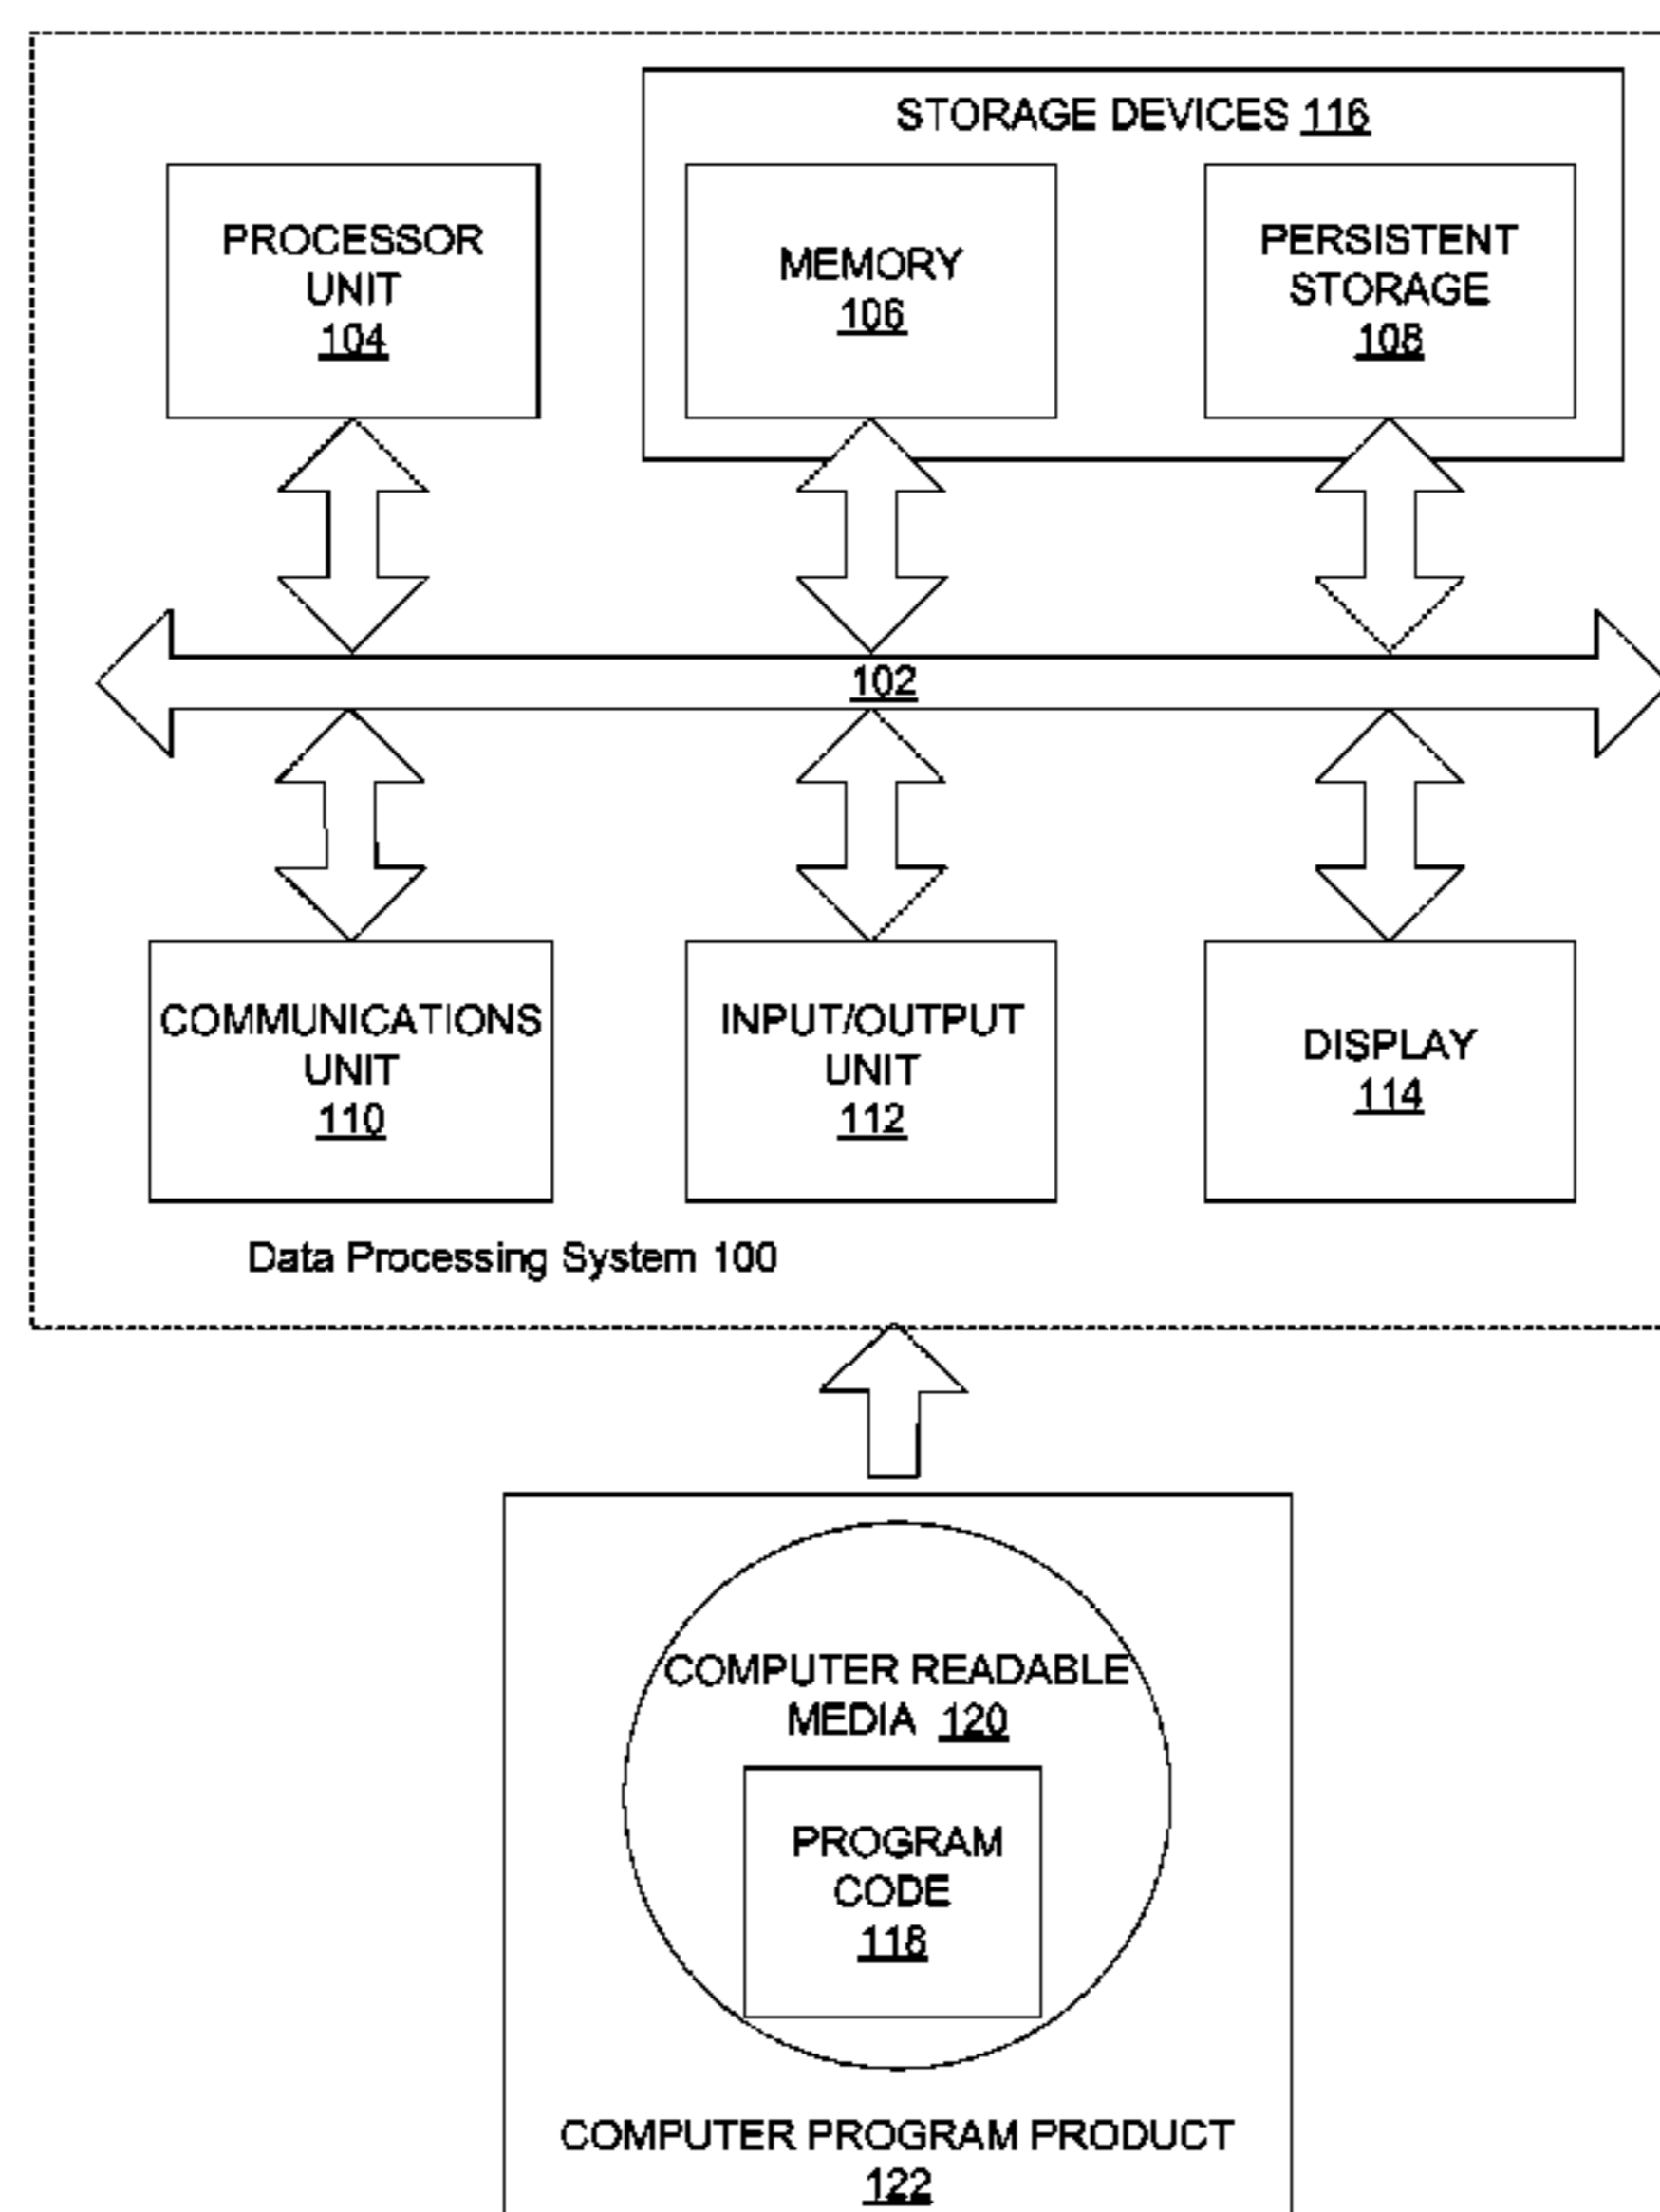 STORAGE DEVICES 116
PROCESSOR
UNIT
104
MEMORY
106
PERSISTENT
STORAGE
108
102
COMMUNICATIONS
UNIT
110
INPUT/OUTPUT
UNIT
112
DISPLAY
114
Data Processing System 100
COMPUTER READABLE
MEDIA 120
PROGRAM
CODE
118
COMPUTER PROGRAM PRODUCT
122